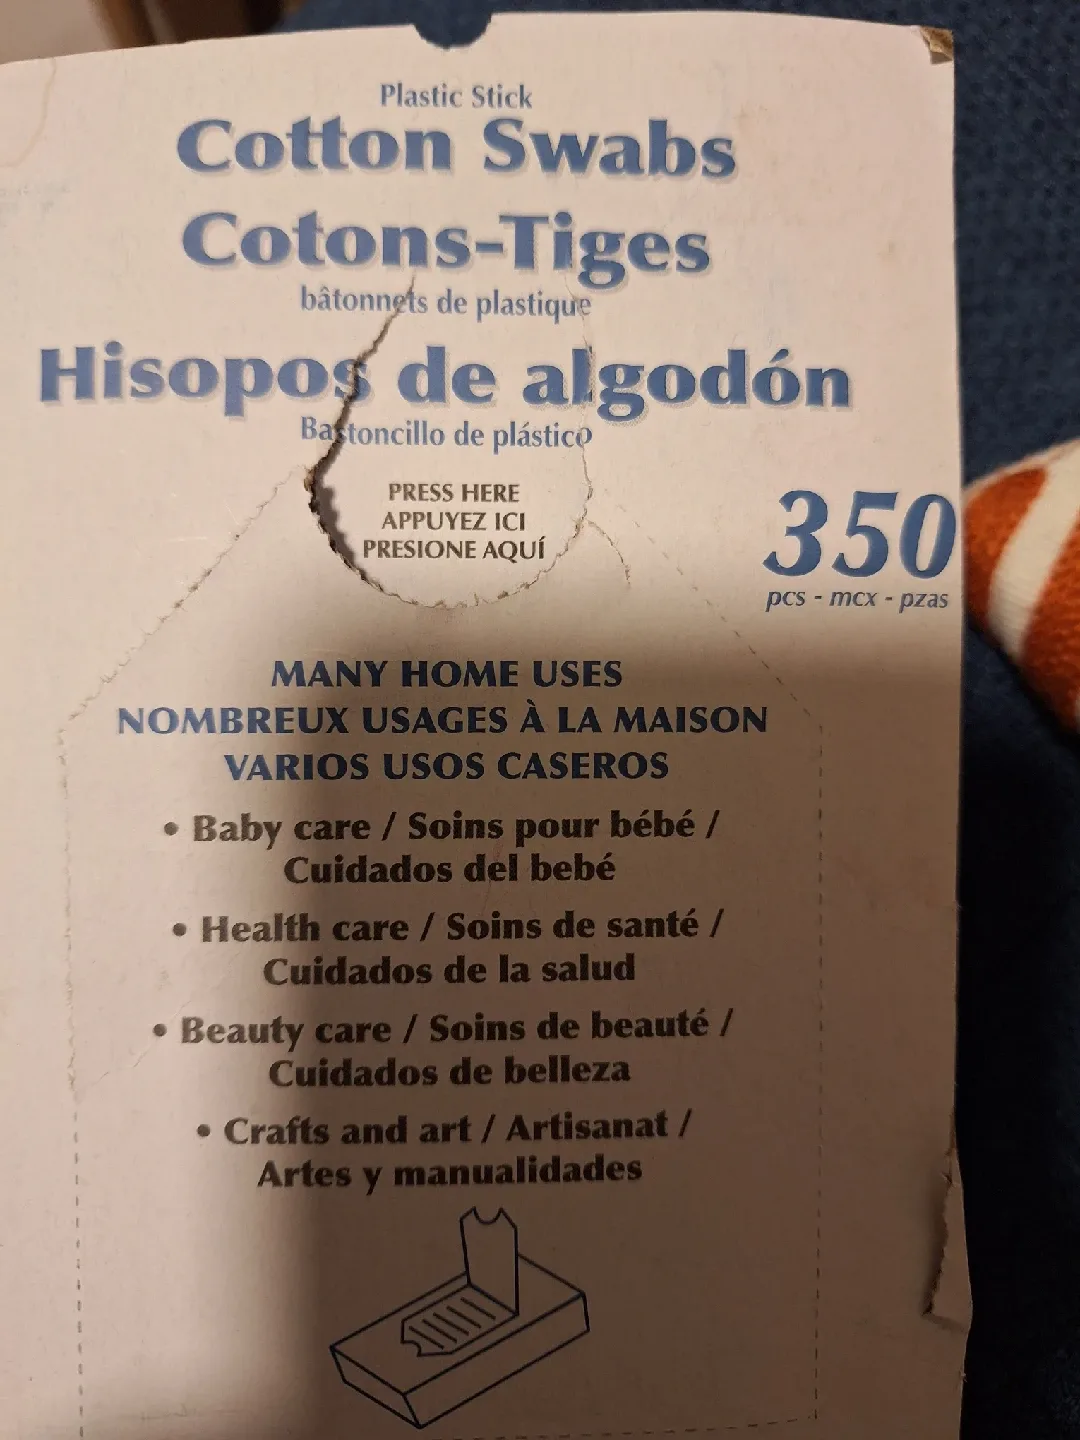 Plastic Stick
Cotton Swabs
Cotons-Tiges
bâtonnets de plastique
Hisopos de algodón
Bastoncillo de plástico
PRESS HERE
APPUYEZ ICI
PRESIONE AQUÍ
350
pcs - mcx - pzas
MANY HOME USES
NOMBREUX USAGES À LA MAISON
VARIOS USOS CASEROS
• Baby care / Soins pour bébé /
Cuidados del bebé
• Health care / Soins de santé /
Cuidados de la salud
• Beauty care / Soins de beauté /
Cuidados de belleza
• Crafts and art / Artisanat /
Artes y manualidades